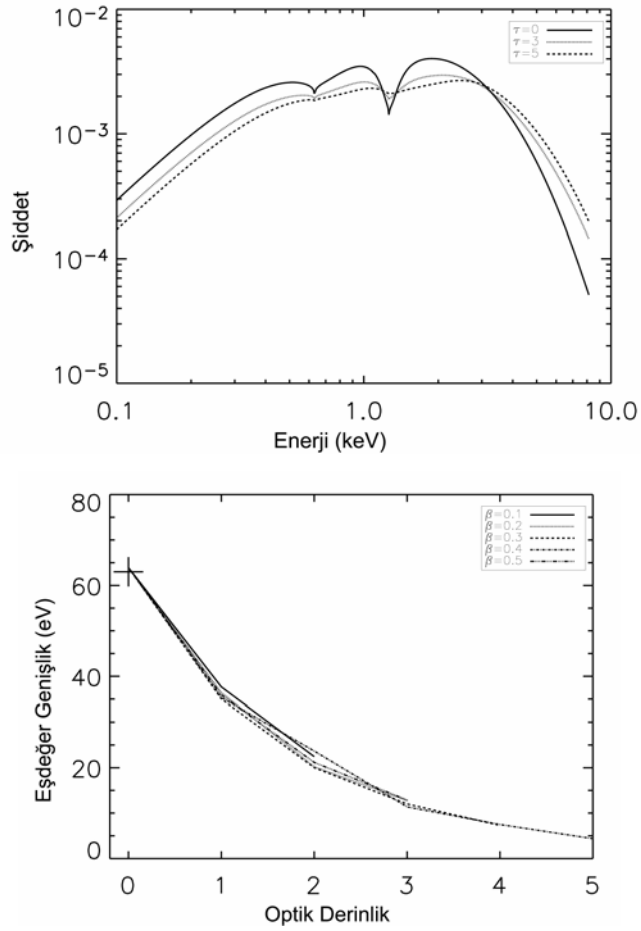 10⁻²
τ=0
τ=3
τ=5
10⁻³
Şiddet
10⁻⁴
10⁻⁵
0.1 1.0 10.0
Enerji (keV)
80
β=0.1
β=0.2
β=0.3
β=0.4
β=0.5
60
Eşdeğer Genişlik (eV)
40
20
0
0 1 2 3 4 5
Optik Derinlik